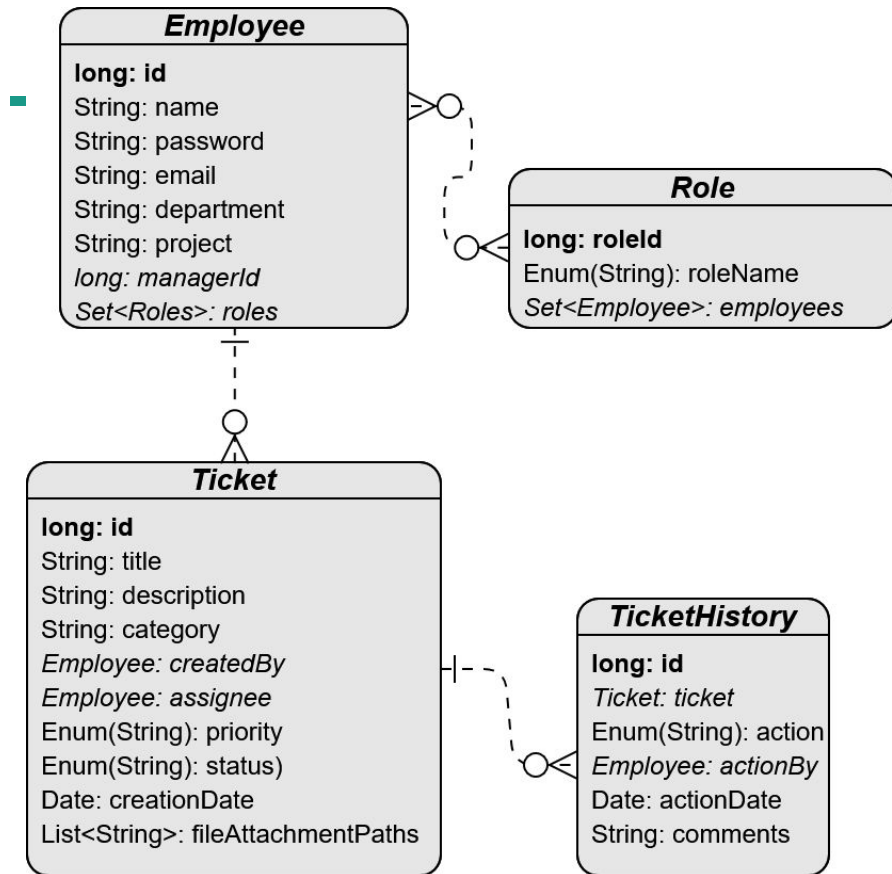 Employee
long: id
String: name
String: password
String: email
String: department
String: project
long: managerId
Set<Roles>: roles
Role
long: roleId
Enum(String): roleName
Set<Employee>: employees
Ticket
long: id
String: title
String: description
String: category
Employee: createdBy
Employee: assignee
Enum(String): priority
Enum(String): status)
Date: creationDate
List<String>: fileAttachmentPaths
TicketHistory
long: id
Ticket: ticket
Enum(String): action
Employee: actionBy
Date: actionDate
String: comments